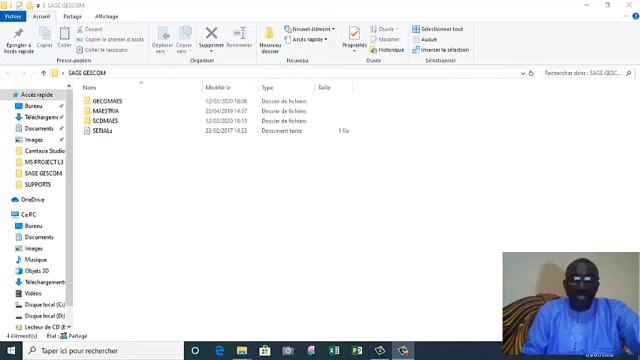 SAGE GESCOM
Fichier Accueil Partage Affichage
Épingler à Accès rapide
Copier
Coller
Couper
Copier le chemin d'accès
Coller le raccourci
Déplacer vers
Copier vers
Supprimer
Renommer
Nouveau dossier
Nouvel élément
Accès rapide
Propriétés
Ouvrir
Modifier
Historique
Sélectionner tout
Aucun
Inverser la sélection
Presse-papiers Organiser Nouveau Ouvrir Sélectionner
SAGE GESCOM
Rechercher dans : SAGE GESC...
Nom Modifié le Type Taille
GECOMAES 12/02/2020 18:08 Dossier de fichiers
MAESTRIA 25/04/2019 14:57 Dossier de fichiers
SCDMAES 12/02/2020 18:13 Dossier de fichiers
SERIALs 23/02/2017 14:23 Document texte 1 Ko
Accès rapide
Bureau
Téléchargeme
Documents
Images
Camtasia Studio
MS PROJECT L3
SAGE GESCOM
SUPPORTS
OneDrive
Ce PC
Bureau
Documents
Images
Musique
Objets 3D
Téléchargement
Vidéos
Disque local (C:)
Disque local (D:)
Lecteur de CD (E
4 élément(s) État : Partagé
Taper ici pour rechercher